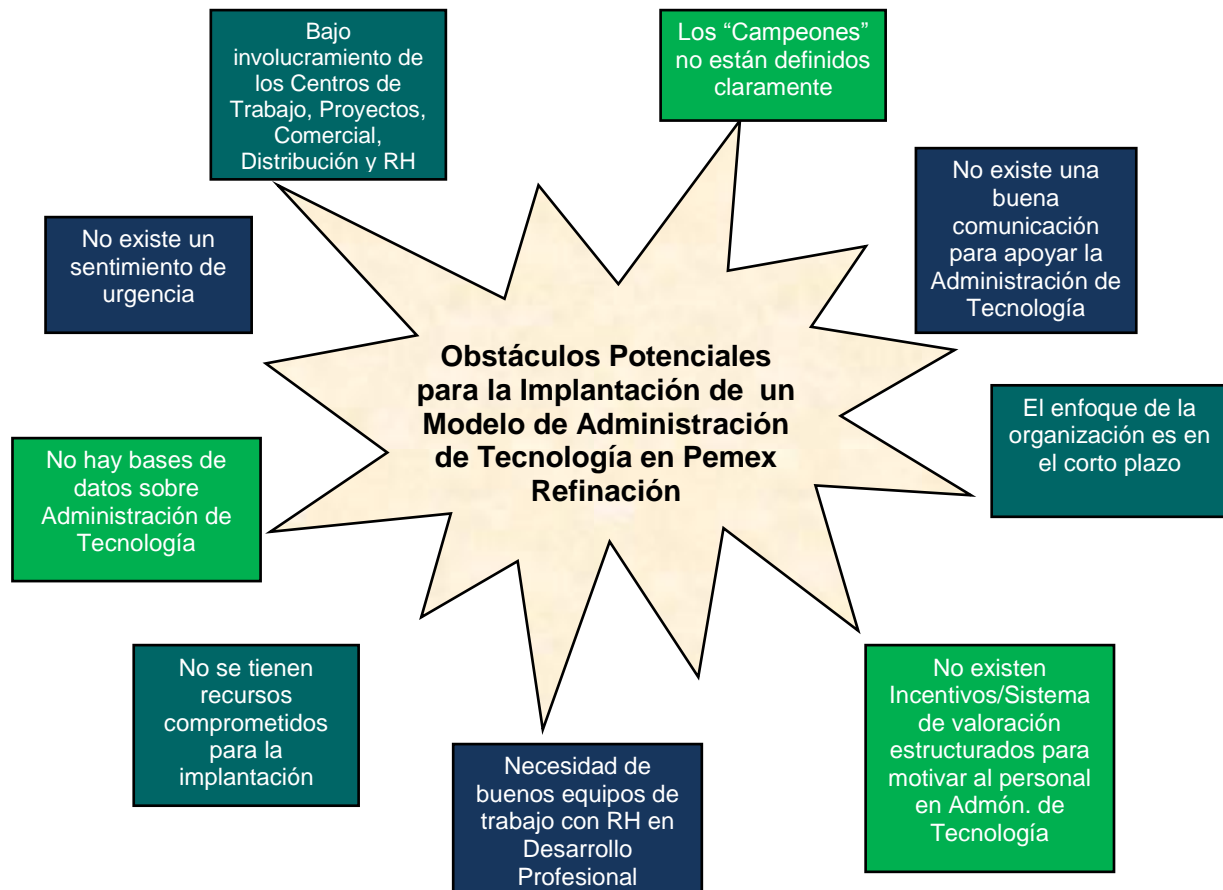 Bajo
involucramiento de
los Centros de
Trabajo, Proyectos,
Comercial,
Distribución y RH
Los “Campeones”
no están definidos
claramente
No existe una
buena
comunicación
para apoyar la
Administración de
Tecnología
No existe un
sentimiento de
urgencia
Obstáculos Potenciales
para la Implantación de un
Modelo de Administración
de Tecnología en Pemex
Refinación
El enfoque de la
organización es en
el corto plazo
No hay bases de
datos sobre
Administración de
Tecnología
No se tienen
recursos
comprometidos
para la
implantación
Necesidad de
buenos equipos de
trabajo con RH en
Desarrollo
Profesional
No existen
Incentivos/Sistema
de valoración
estructurados para
motivar al personal
en Admón. de
Tecnología